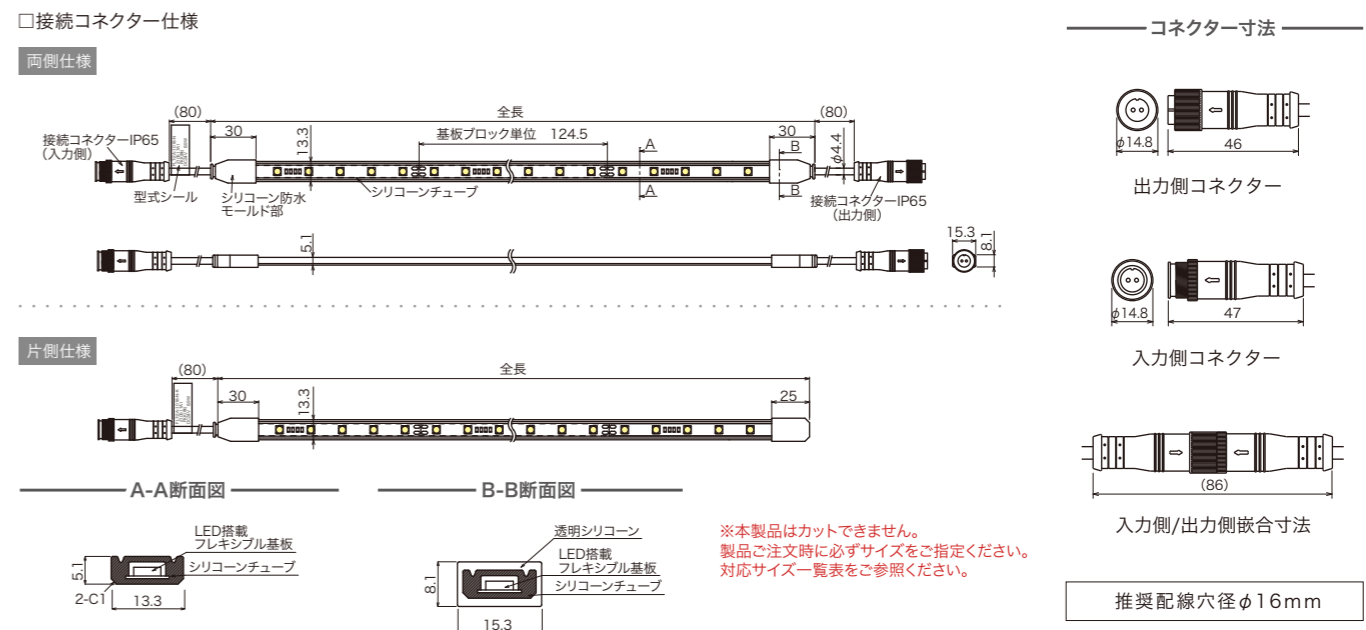 □接続コネクター仕様
両側仕様
(80)
全長
(80)
30
13.3
基板ブロック単位 124.5
30
φ4.4
A
B
接続コネクターIP65
(入力側)
型式シール
シリコーン防水
モールド部
シリコーンチューブ
A
B
接続コネクターIP65
(出力側)
5.1
15.3
8.1
片側仕様
(80)
全長
30
13.3
25
A-A断面図
LED搭載
フレキシブル基板
シリコーンチューブ
5.1
2-C1
13.3
B-B断面図
透明シリコーン
LED搭載
フレキシブル基板
シリコーンチューブ
8.1
15.3
※本製品はカットできません。
製品ご注文時に必ずサイズをご指定ください。
対応サイズ一覧表をご参照ください。
コネクター寸法
φ14.8
46
出力側コネクター
φ14.8
47
入力側コネクター
(86)
入力側/出力側嵌合寸法
推奨配線穴径φ16mm